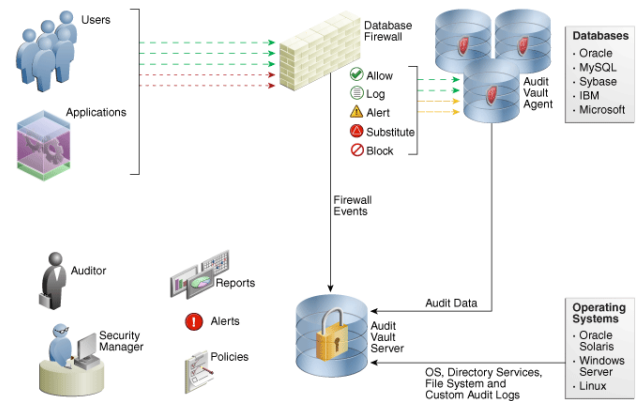 Users
Applications
Database
Firewall
Allow
Log
Alert
Substitute
Block
Audit
Vault
Agent
Databases
· Oracle
· MySQL
· Sybase
· IBM
· Microsoft
Firewall
Events
Auditor
Security
Manager
Reports
Alerts
Policies
Audit Data
Audit
Vault
Server
OS, Directory Services,
File System and
Custom Audit Logs
Operating
Systems
· Oracle
Solaris
· Windows
Server
· Linux